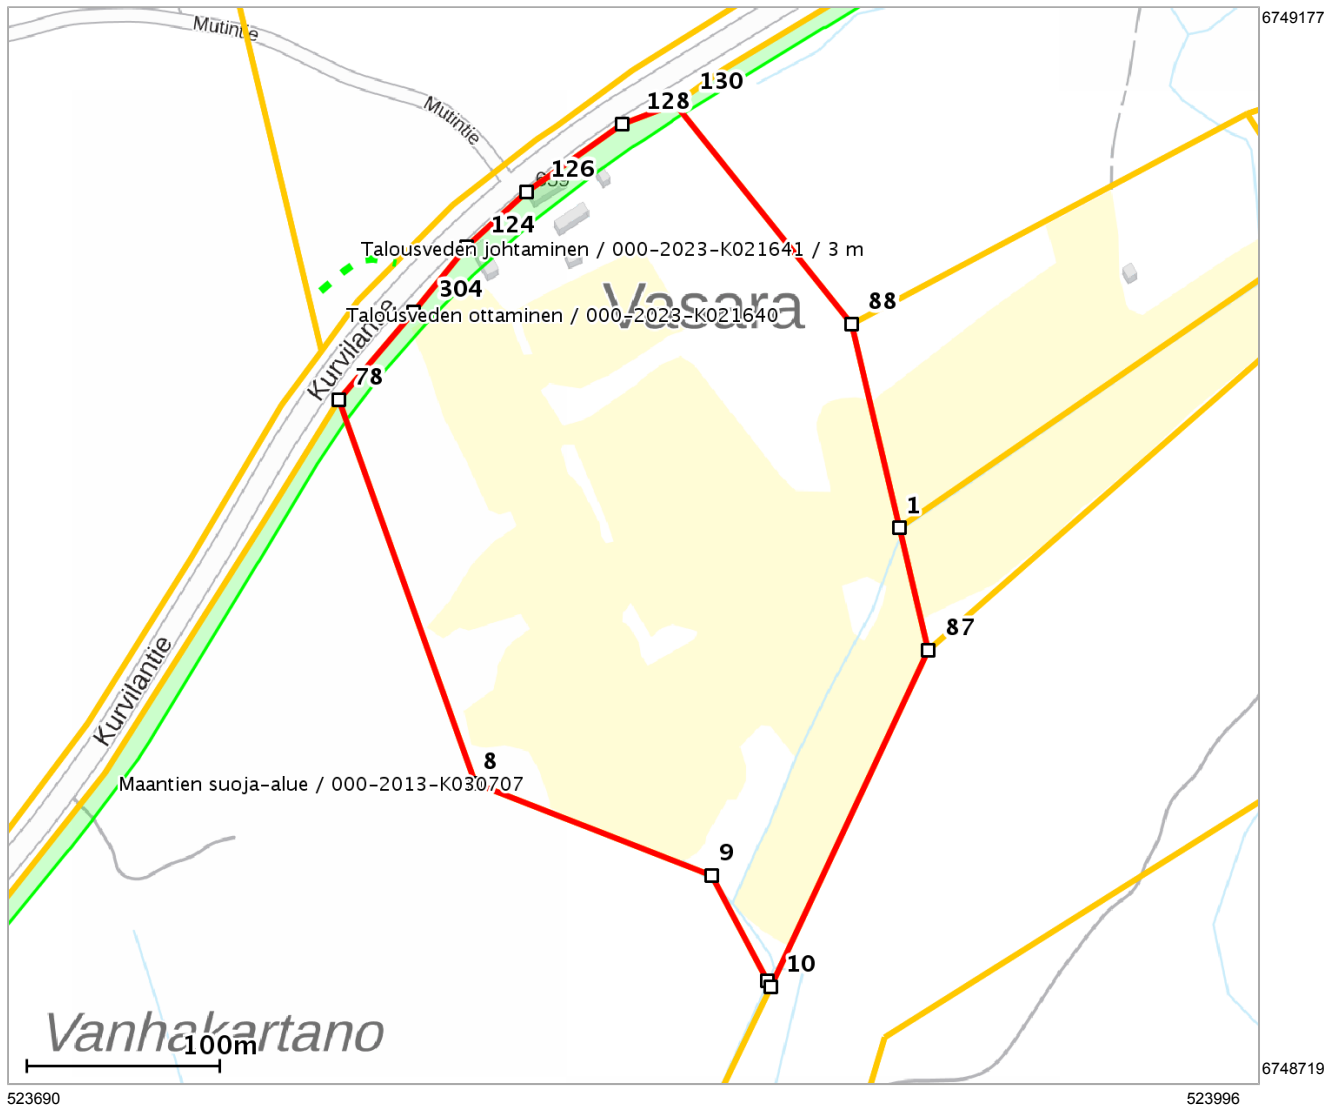 6749177
Mutintie
Mutintie
130
128
126
124
Talousveden johtaminen / 000-2023-K021641 / 3 m
304
88
Vasara
Talousveden ottaminen / 000-2023-K021640
Kurvilantie
78
1
87
Kurvilantie
8
Maantien suoja-alue / 000-2013-K030707
9
10
Vanhakartano
100m
6748719
523690
523996